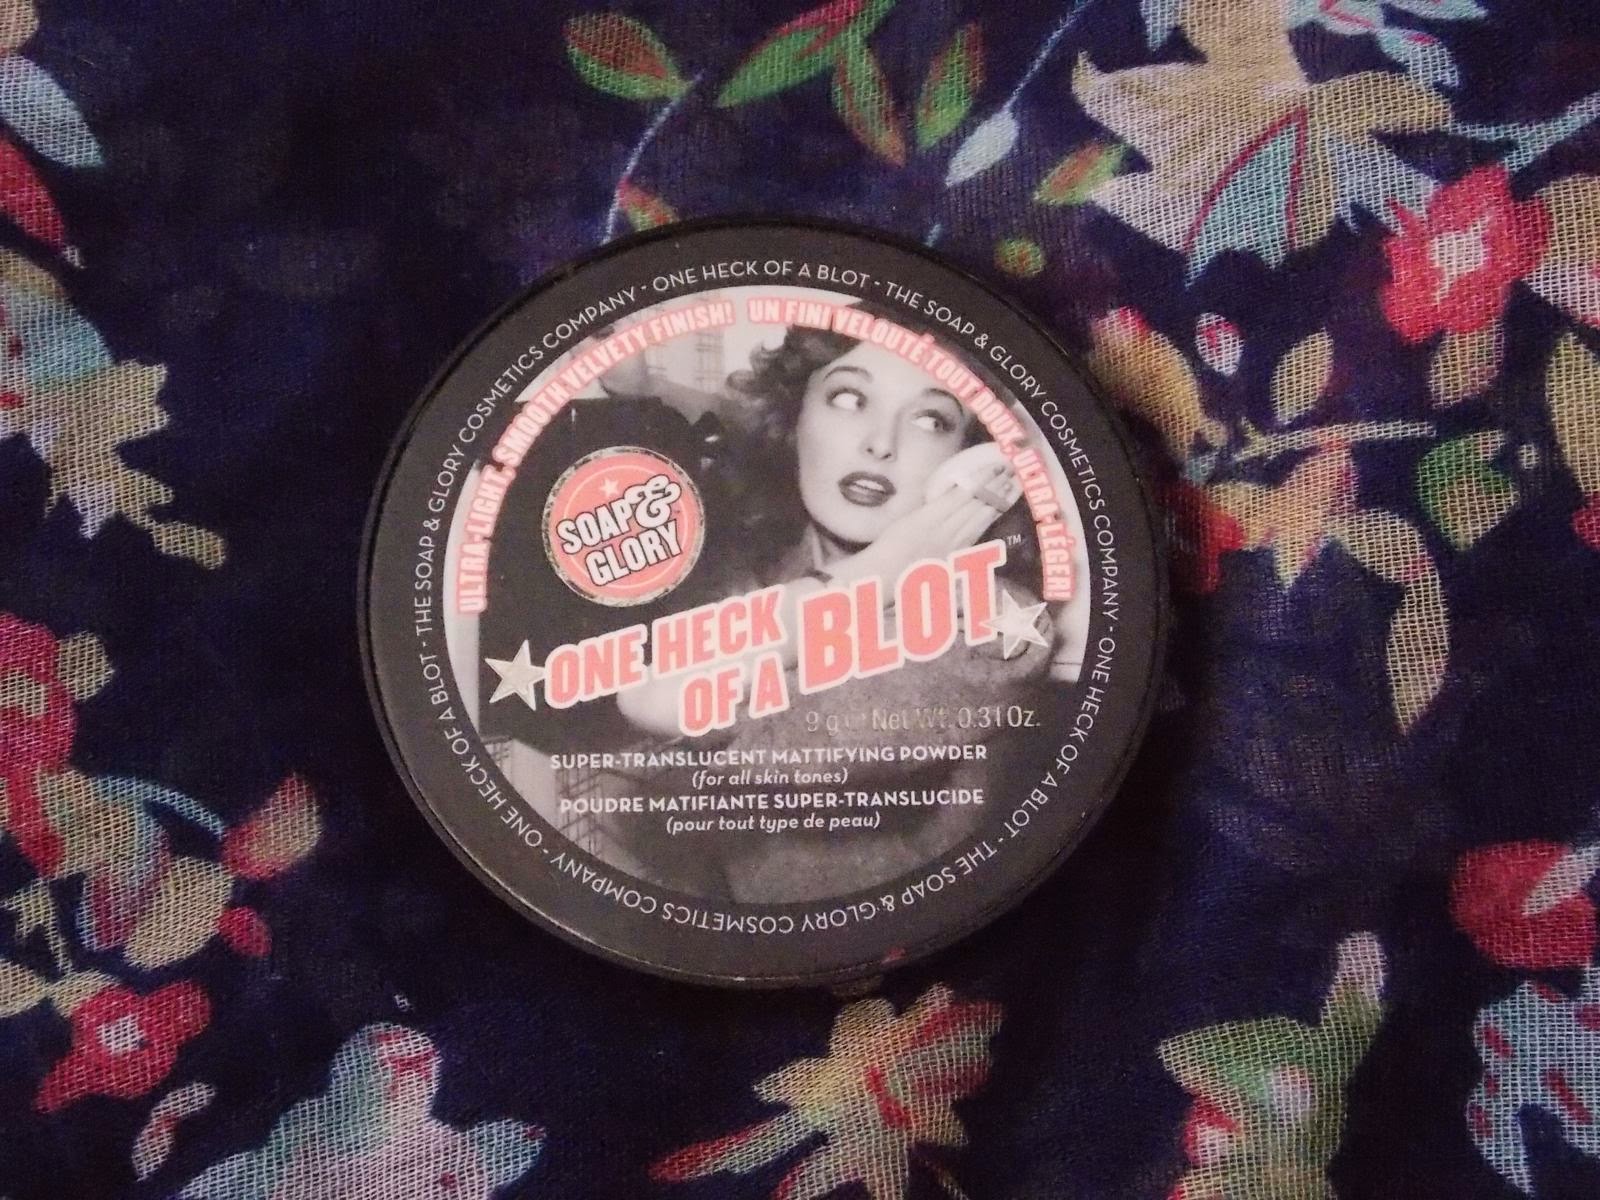 ONE HECK OF A BLOT - THE SOAP & GLORY COSMETICS COMPANY - ONE HECK OF A BLOT - THE SOAP & GLORY COSMETICS COMPANY - ONE HECK OF A BLOT - THE SOAP & GLORY COSMETICS COMPANY -
ULTRA-LIGHT, SMOOTH, VELVETY FINISH! UN FINI VELOUTÉ TOUT DOUX, ULTRA-LÉGER!
SOAP &
GLORY
ONE HECK
OF A BLOT™
9 g e Net Wt. 0.31 Oz.
SUPER-TRANSLUCENT MATTIFYING POWDER
(for all skin tones)
POUDRE MATIFIANTE SUPER-TRANSLUCIDE
(pour tout type de peau)